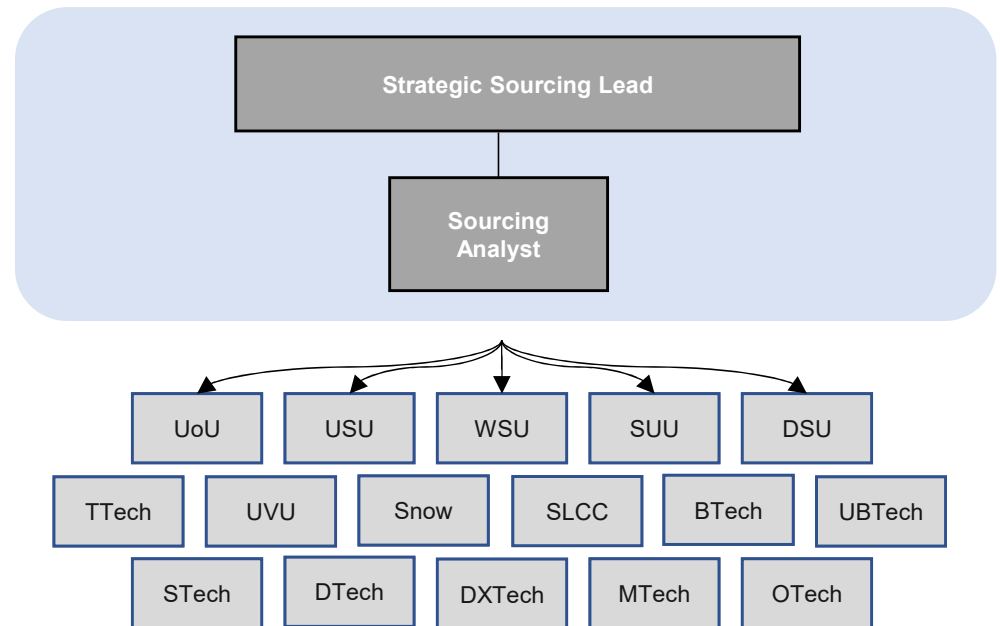 Strategic Sourcing Lead
Sourcing
Analyst
UoU
USU
WSU
SUU
DSU
TTech
UVU
Snow
SLCC
BTech
UBTech
STech
DTech
DXTech
MTech
OTech